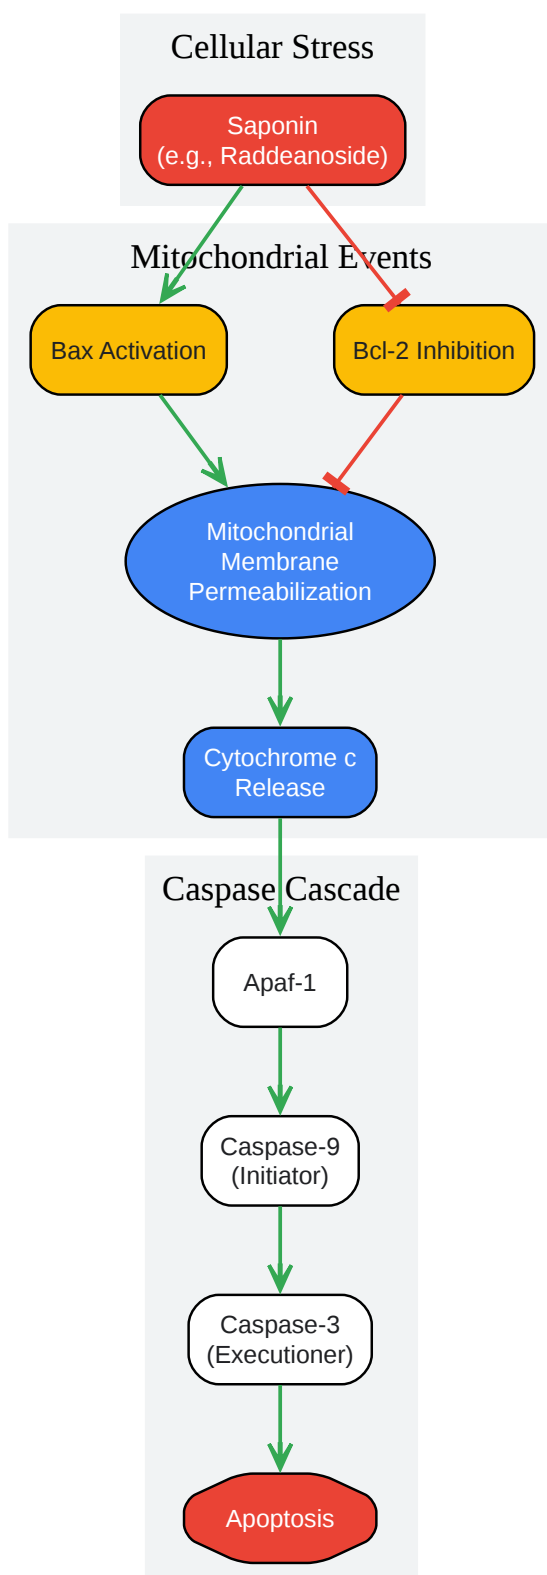 Cellular Stress
Saponin
(e.g., Raddeanoside)
Mitochondrial Events
Bax Activation
Bcl-2 Inhibition
Mitochondrial
Membrane
Permeabilization
Cytochrome c
Release
Caspase Cascade
Apaf-1
Caspase-9
(Initiator)
Caspase-3
(Executioner)
Apoptosis